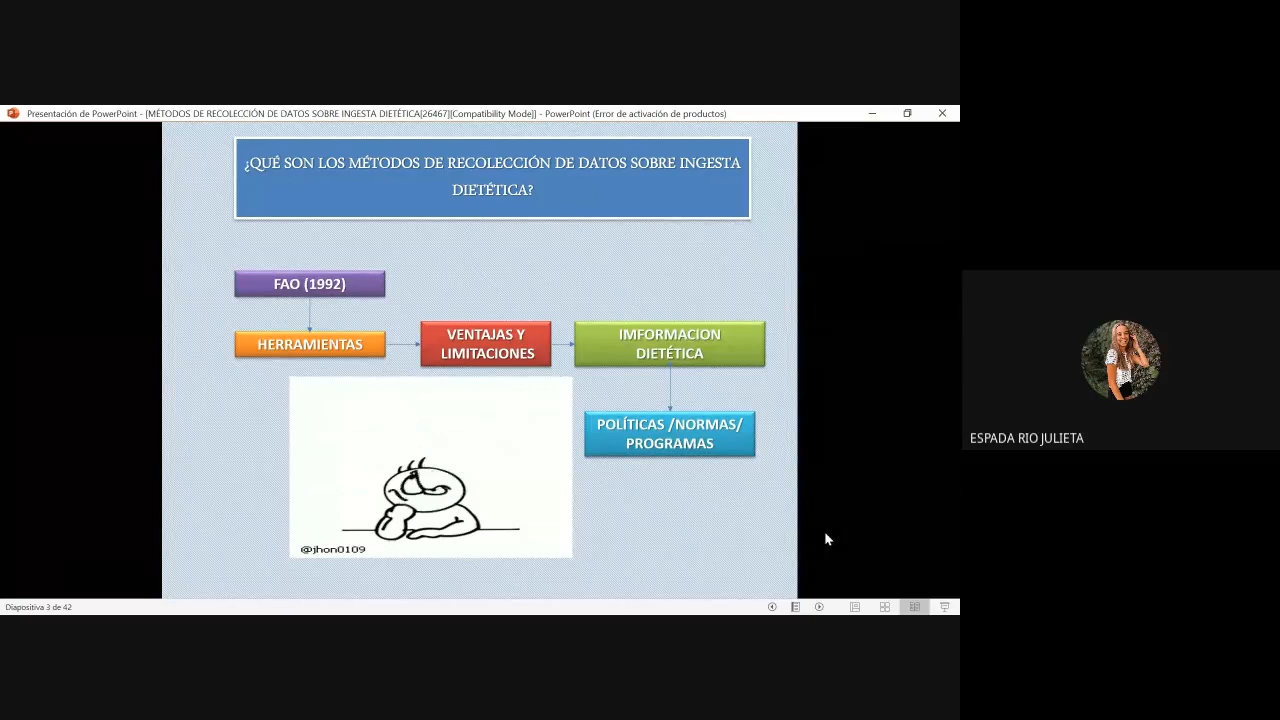 Presentación de PowerPoint - [MÉTODOS DE RECOLECCIÓN DE DATOS SOBRE INGESTA DIETÉTICA[26467][Compatibility Mode]] - PowerPoint (Error de activación de productos)
¿QUÉ SON LOS MÉTODOS DE RECOLECCIÓN DE DATOS SOBRE INGESTA
DIETÉTICA?
FAO (1992)
HERRAMIENTAS
VENTAJAS Y
LIMITACIONES
IMFORMACION
DIETÉTICA
POLÍTICAS /NORMAS/
PROGRAMAS
@jhon0109
ESPADA RIO JULIETA
Diapositiva 3 de 42